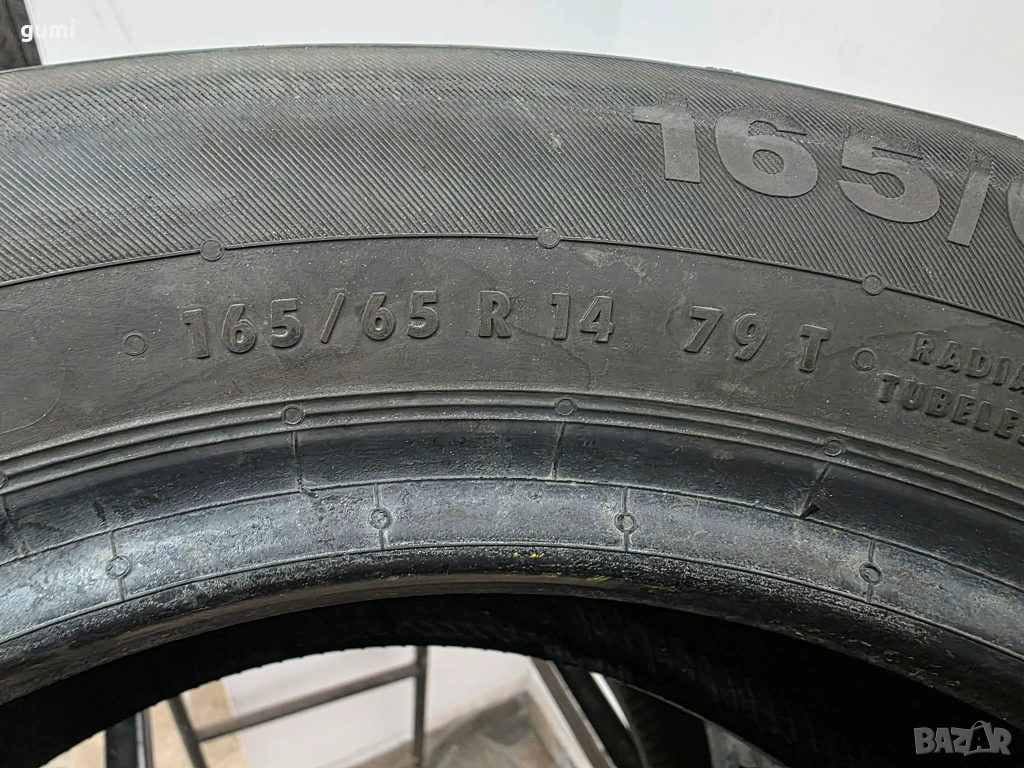 gumi
165/6
165/65 R 14 79 T
RADIA
TUBELE
BAZAR